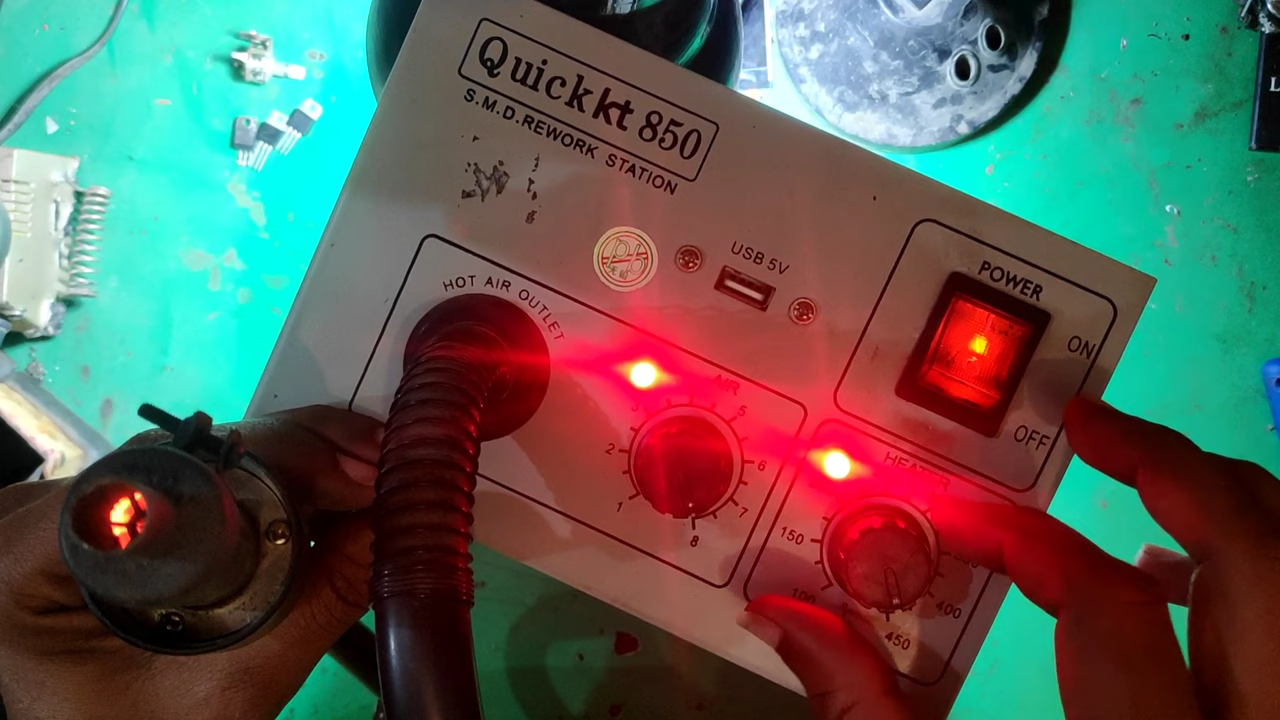 Quickkt 850
S.M.D.REWORK STATION
USB 5V
POWER
ON
OFF
HOT AIR OUTLET
AIR
1
2
5
6
7
8
HEATER
100
150
400
450
L